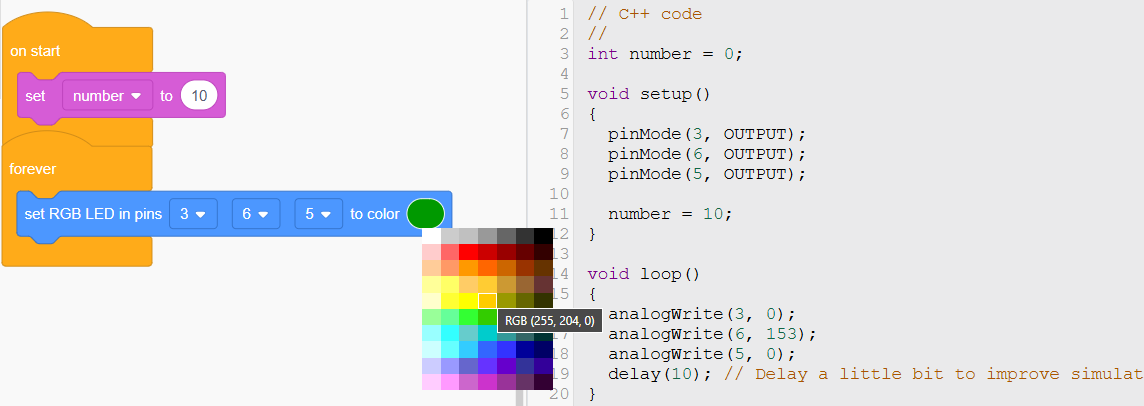 on start
set number to 10
forever
set RGB LED in pins 3 6 5 to color
RGB (255, 204, 0)
1 // C++ code
2 //
3 int number = 0;
4
5 void setup()
6 {
7 pinMode(3, OUTPUT);
8 pinMode(6, OUTPUT);
9 pinMode(5, OUTPUT);
10
11 number = 10;
12 }
13
14 void loop()
15 {
analogWrite(3, 0);
17 analogWrite(6, 153);
18 analogWrite(5, 0);
19 delay(10); // Delay a little bit to improve simulat
20 }